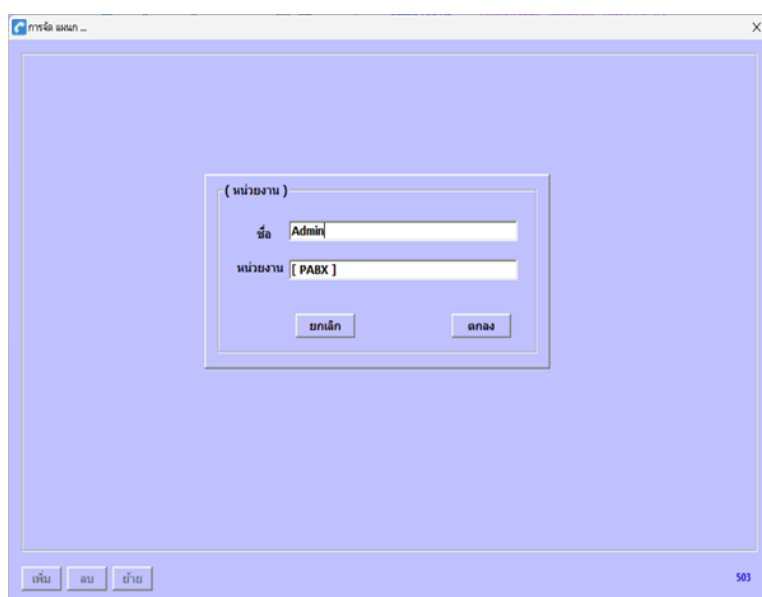 การจัด แผนก ...
( หน่วยงาน )
ชื่อ Admin
หน่วยงาน [ PABX ]
ยกเลิก ตกลง
เพิ่ม ลบ ย้าย 503